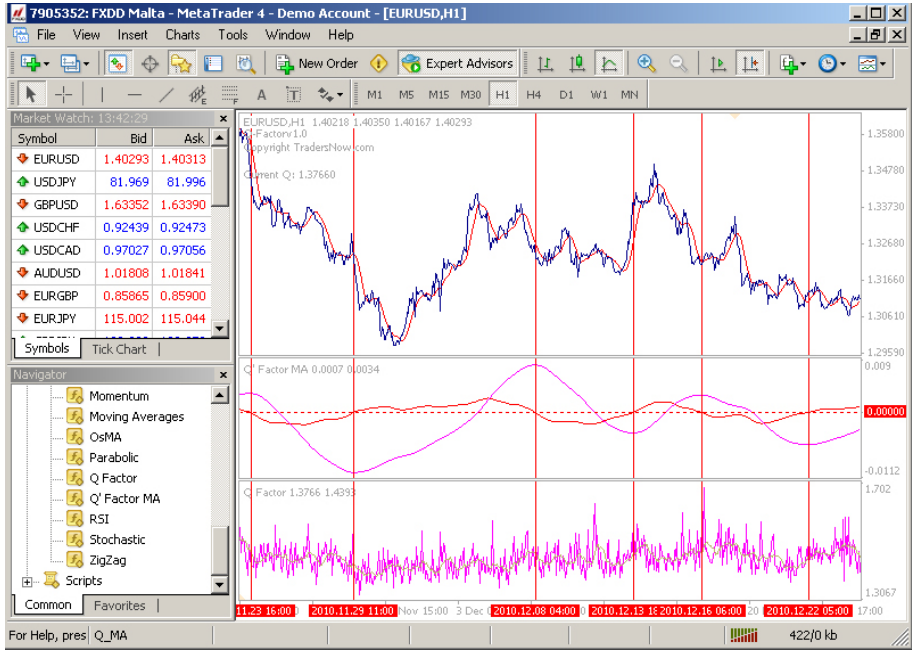 7905352: FXDD Malta - MetaTrader 4 - Demo Account - [EURUSD,H1]
File View Insert Charts Tools Window Help
New Order Expert Advisors
A T M1 M5 M15 M30 H1 H4 D1 W1 MN
Market Watch: 13:42:29
Symbol Bid Ask
EURUSD 1.40293 1.40313
USDJPY 81.969 81.996
GBPUSD 1.63352 1.63390
USDCHF 0.92439 0.92473
USDCAD 0.97027 0.97056
AUDUSD 1.01808 1.01841
EURGBP 0.85865 0.85900
EURJPY 115.002 115.044
Symbols Tick Chart
Navigator
Momentum
Moving Averages
OsMA
Parabolic
Q Factor
Q' Factor MA
RSI
Stochastic
ZigZag
Scripts
Common Favorites
EURUSD,H1 1.40218 1.40350 1.40167 1.40293
Q-Factorv1.0
Copyright TradersNow.com
Current Q: 1.37660
1.35800
1.34780
1.33730
1.32680
1.31660
1.30610
1.29590
Q' Factor MA 0.0007 0.0034
0.009
0.00000
-0.0112
Q Factor 1.3766 1.4393
1.702
1.3067
11.23 16:00 2010.11.29 11:00 Nov 15:00 3 Dec 2010.12.08 04:00 2010.12.13 18 2010.12.16 06:00 20 2010.12.22 05:00 17:00
For Help, pres Q_MA 422/0 kb